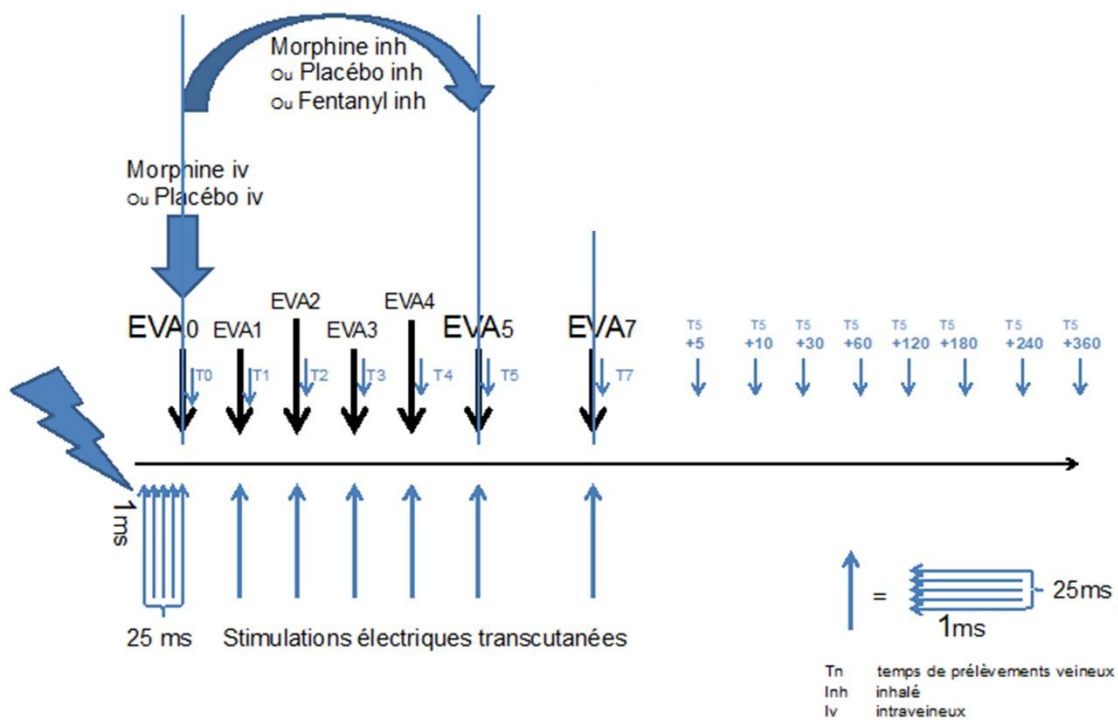 Morphine inh
Ou Placébo inh
Ou Fentanyl inh
Morphine iv
Ou Placébo iv
EVA0
EVA1
EVA2
EVA3
EVA4
EVA5
EVA7
T0
T1
T2
T3
T4
T5
T7
T5
+5
T5
+10
T5
+30
T5
+60
T5
+120
T5
+180
T5
+240
T5
+360
1ms
25 ms
Stimulations électriques transcutanées
=
25ms
1ms
Tn temps de prélèvements veineux
Inh inhalé
Iv intraveineux